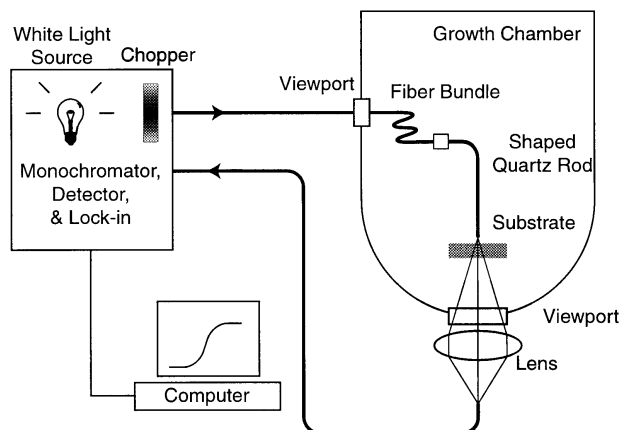 White Light
Source
Chopper
Monochromator,
Detector,
& Lock-in
Computer
Growth Chamber
Viewport
Fiber Bundle
Shaped
Quartz Rod
Substrate
Viewport
Lens